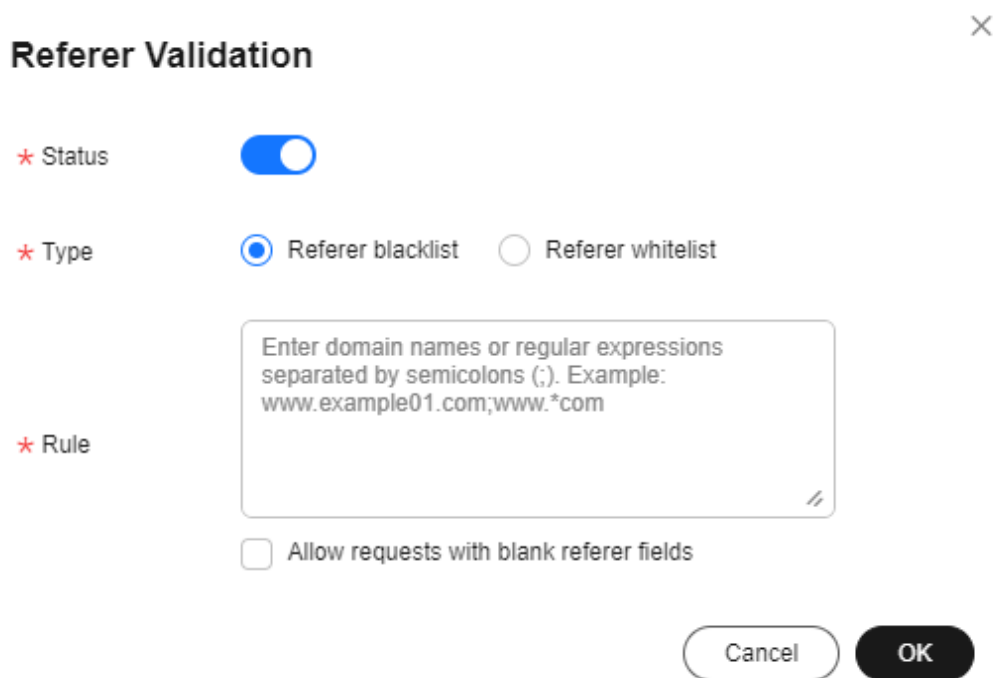 Referer Validation
* Status
* Type
Referer blacklist
Referer whitelist
* Rule
Enter domain names or regular expressions
separated by semicolons (;). Example:
www.example01.com;www.*com
Allow requests with blank referer fields
Cancel
OK